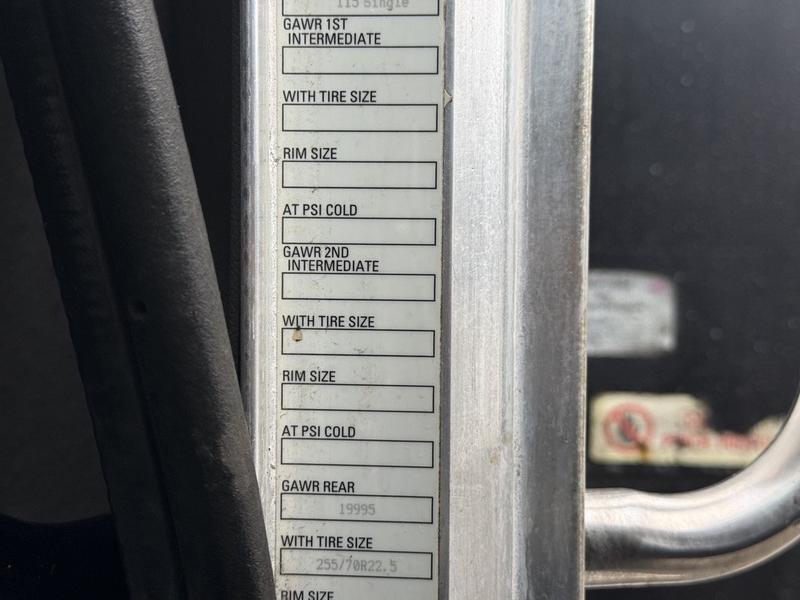 115 Single
GAWR 1ST
INTERMEDIATE
WITH TIRE SIZE
RIM SIZE
AT PSI COLD
GAWR 2ND
INTERMEDIATE
WITH TIRE SIZE
RIM SIZE
AT PSI COLD
GAWR REAR
19995
WITH TIRE SIZE
255/70R22.5
RIM SIZE